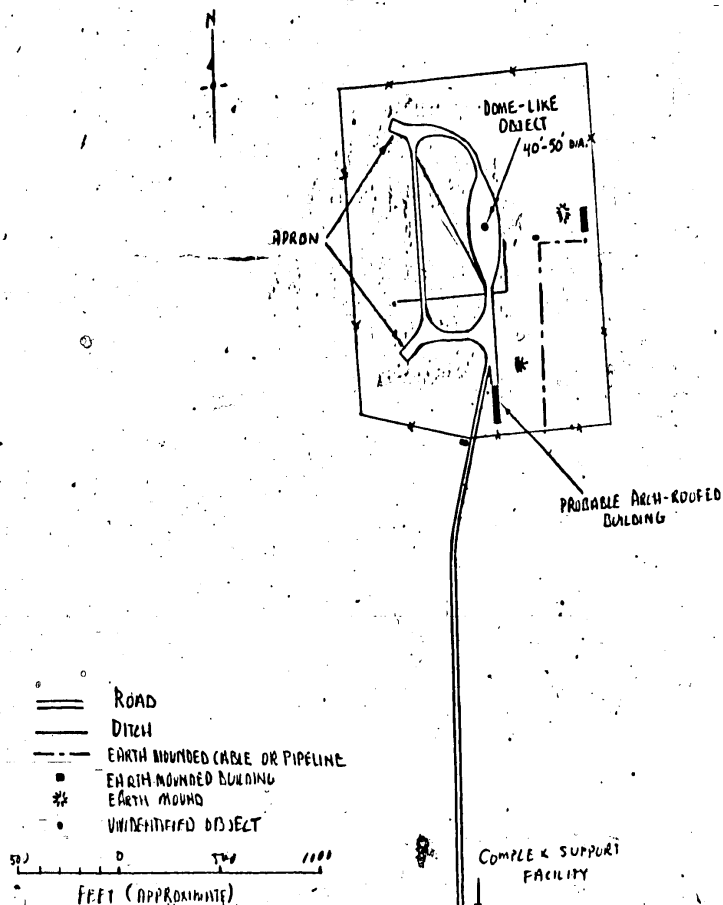 N
DOME-LIKE
OBJECT
40'-50' DIA.
APRON
PROBABLE ARCH-ROOFED
BUILDING
ROAD
DITCH
EARTH MOUNDED CABLE OR PIPELINE
EARTH MOUNDED BUILDING
EARTH MOUND
UNIDENTIFIED OBJECT
500 0 500 1000
FEET (APPROXIMATE)
COMPLEX SUPPORT
FACILITY